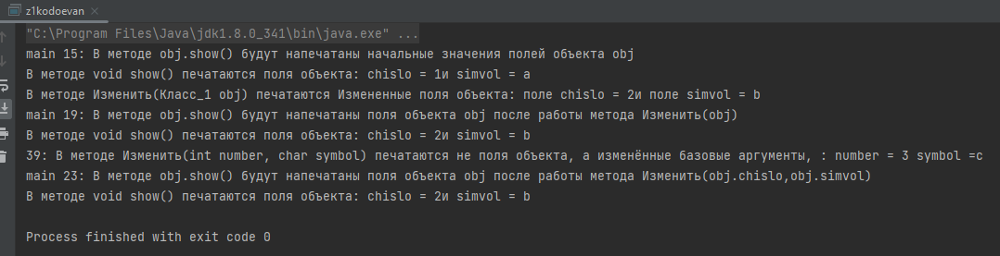 z1kodoevan
"C:\Program Files\Java\jdk1.8.0_341\bin\java.exe" ...
main 15: В методе obj.show() будут напечатаны начальные значения полей объекта obj
В методе void show() печатаются поля объекта: chislo = 1и simvol = a
В методе Изменить(Класс_1 obj) печатаются Измененные поля объекта: поле chislo = 2и поле simvol = b
main 19: В методе obj.show() будут напечатаны поля объекта obj после работы метода Изменить(obj)
В методе void show() печатаются поля объекта: chislo = 2и simvol = b
39: В методе Изменить(int number, char symbol) печатаются не поля объекта, а изменённые базовые аргументы, : number = 3 symbol =c
main 23: В методе obj.show() будут напечатаны поля объекта obj после работы метода Изменить(obj.chislo,obj.simvol)
В методе void show() печатаются поля объекта: chislo = 2и simvol = b
Process finished with exit code 0